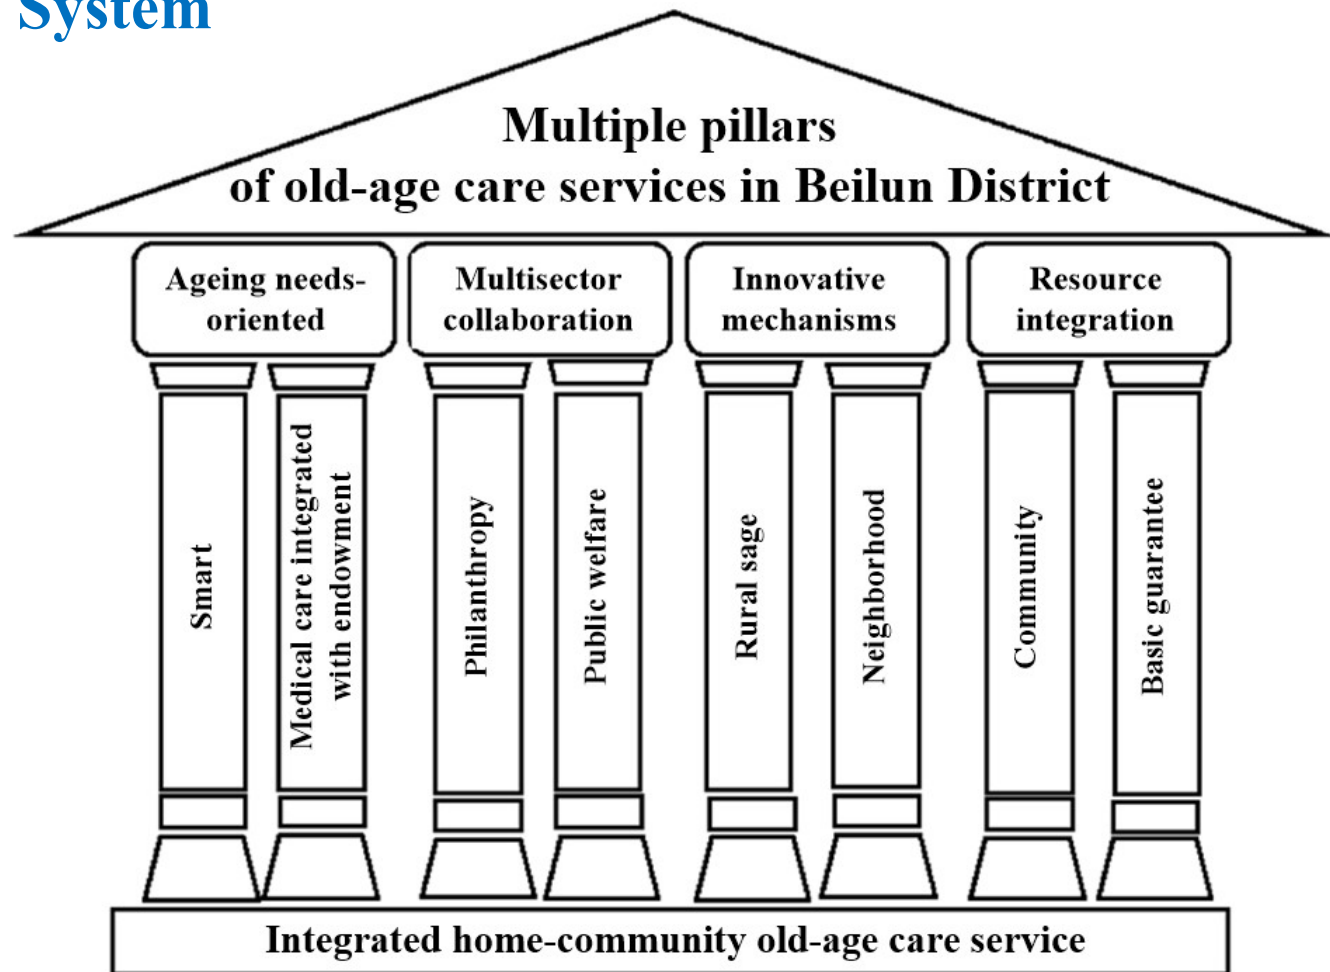 System
Multiple pillars
of old-age care services in Beilun District
Ageing needs-
oriented
Multisector
collaboration
Innovative
mechanisms
Resource
integration
Smart
Medical care integrated
with endowment
Philanthropy
Public welfare
Rural sage
Neighborhood
Community
Basic guarantee
Integrated home-community old-age care service